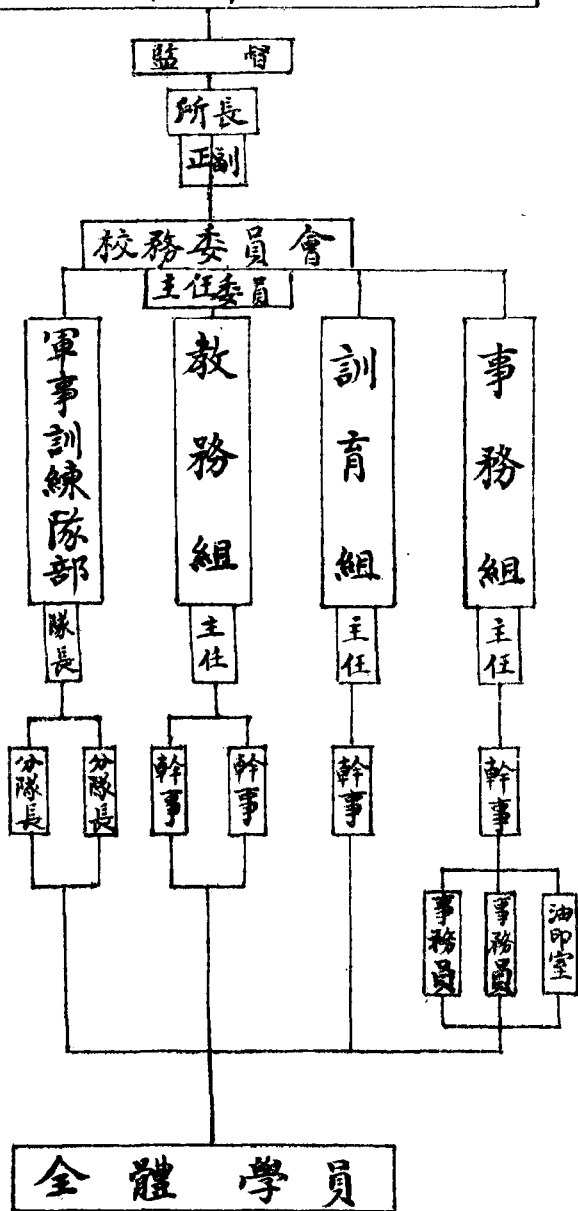 監督
所長
正副
校務委員會
主任委員
軍事訓練隊部
教務組
訓育組
事務組
隊長
主任
主任
主任
分隊長
分隊長
幹事
幹事
幹事
幹事
事務員
事務員
油印室
全體學員